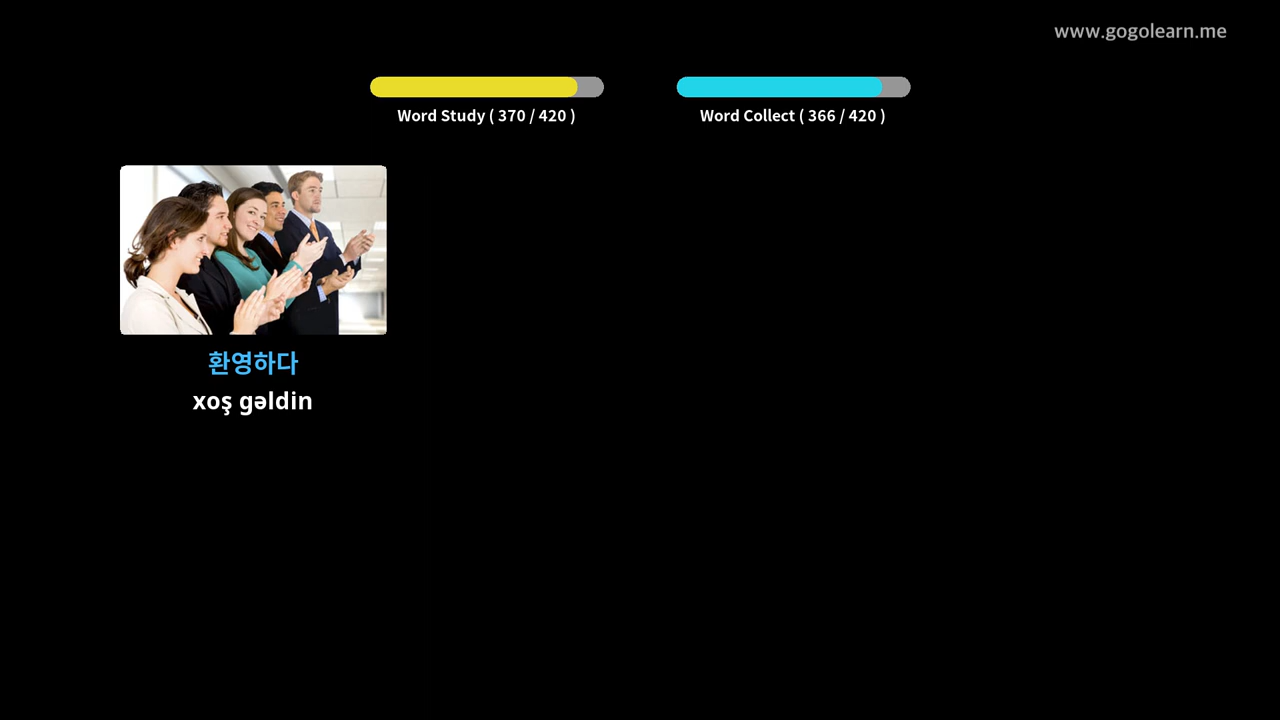 www.gogolearn.me
Word Study ( 370 / 420 )
Word Collect ( 366 / 420 )
환영하다
xoş gəldin